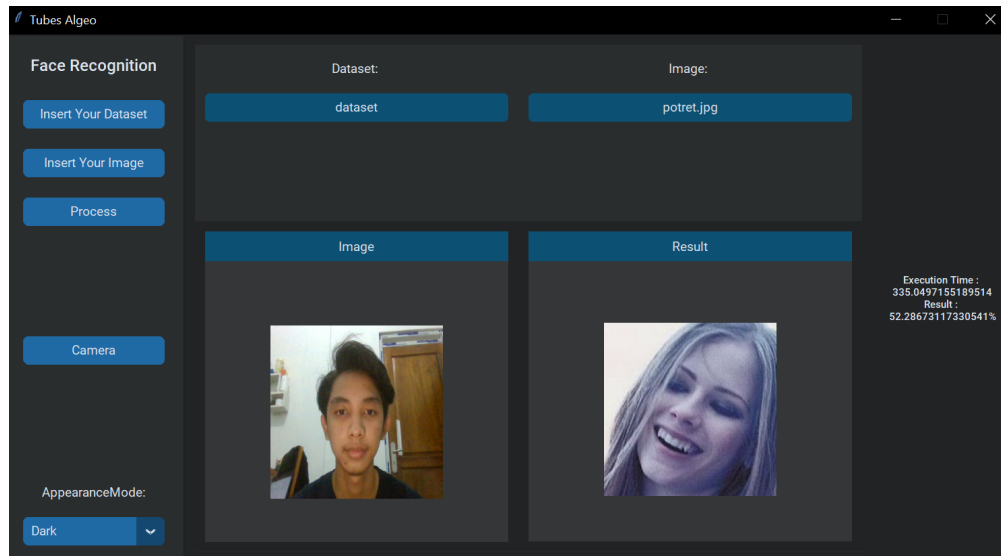 Tubes Algeo
Face Recognition
Insert Your Dataset
Insert Your Image
Process
Camera
AppearanceMode:
Dark
Dataset:
dataset
Image:
potret.jpg
Image
Result
Execution Time :
335.0497155189514
Result :
52.28673117330541%